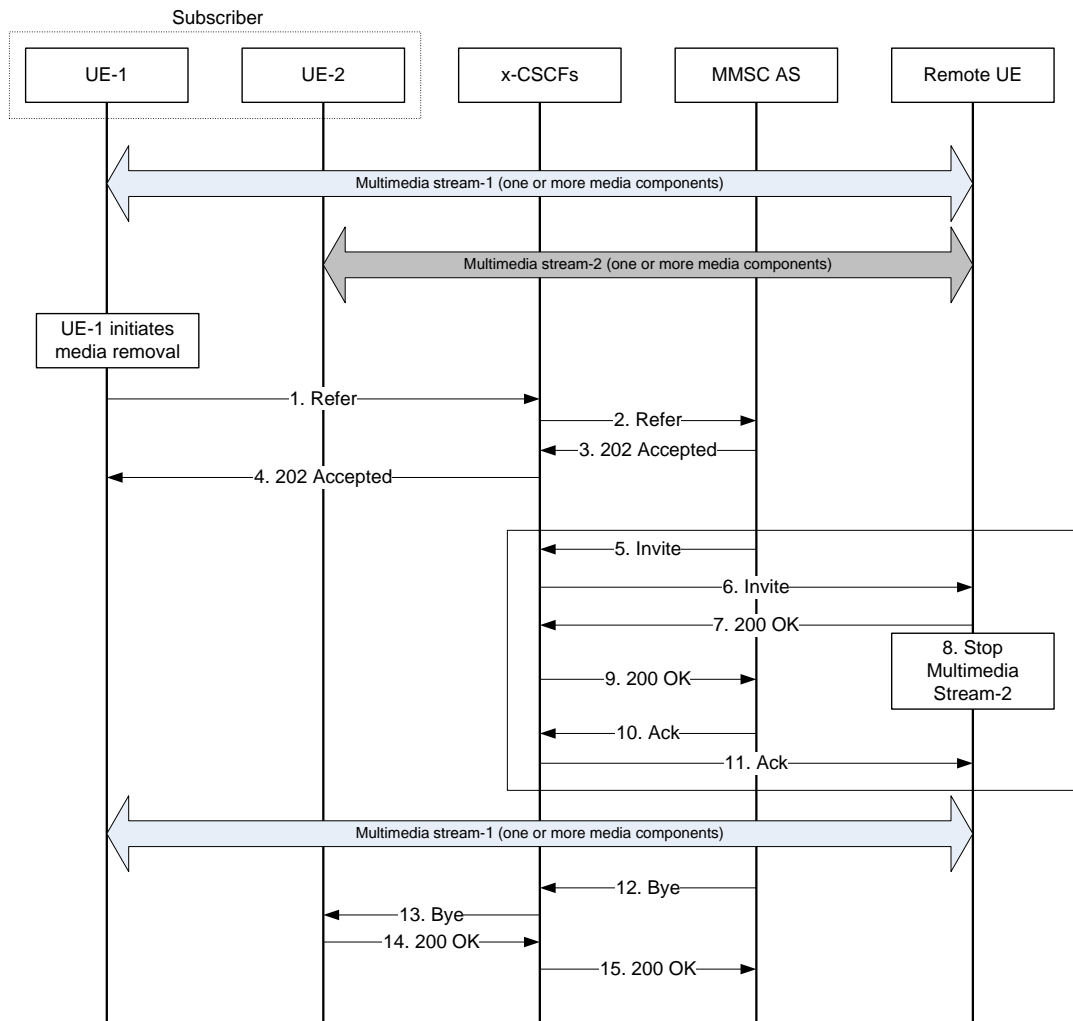 Subscriber
UE-1
UE-2
x-CSCFs
MMSC AS
Remote UE
Multimedia stream-1 (one or more media components)
Multimedia stream-2 (one or more media components)
UE-1 initiates
media removal
1. Refer
2. Refer
3. 202 Accepted
4. 202 Accepted
5. Invite
6. Invite
7. 200 OK
8. Stop
Multimedia
Stream-2
9. 200 OK
10. Ack
11. Ack
Multimedia stream-1 (one or more media components)
12. Bye
13. Bye
14. 200 OK
15. 200 OK